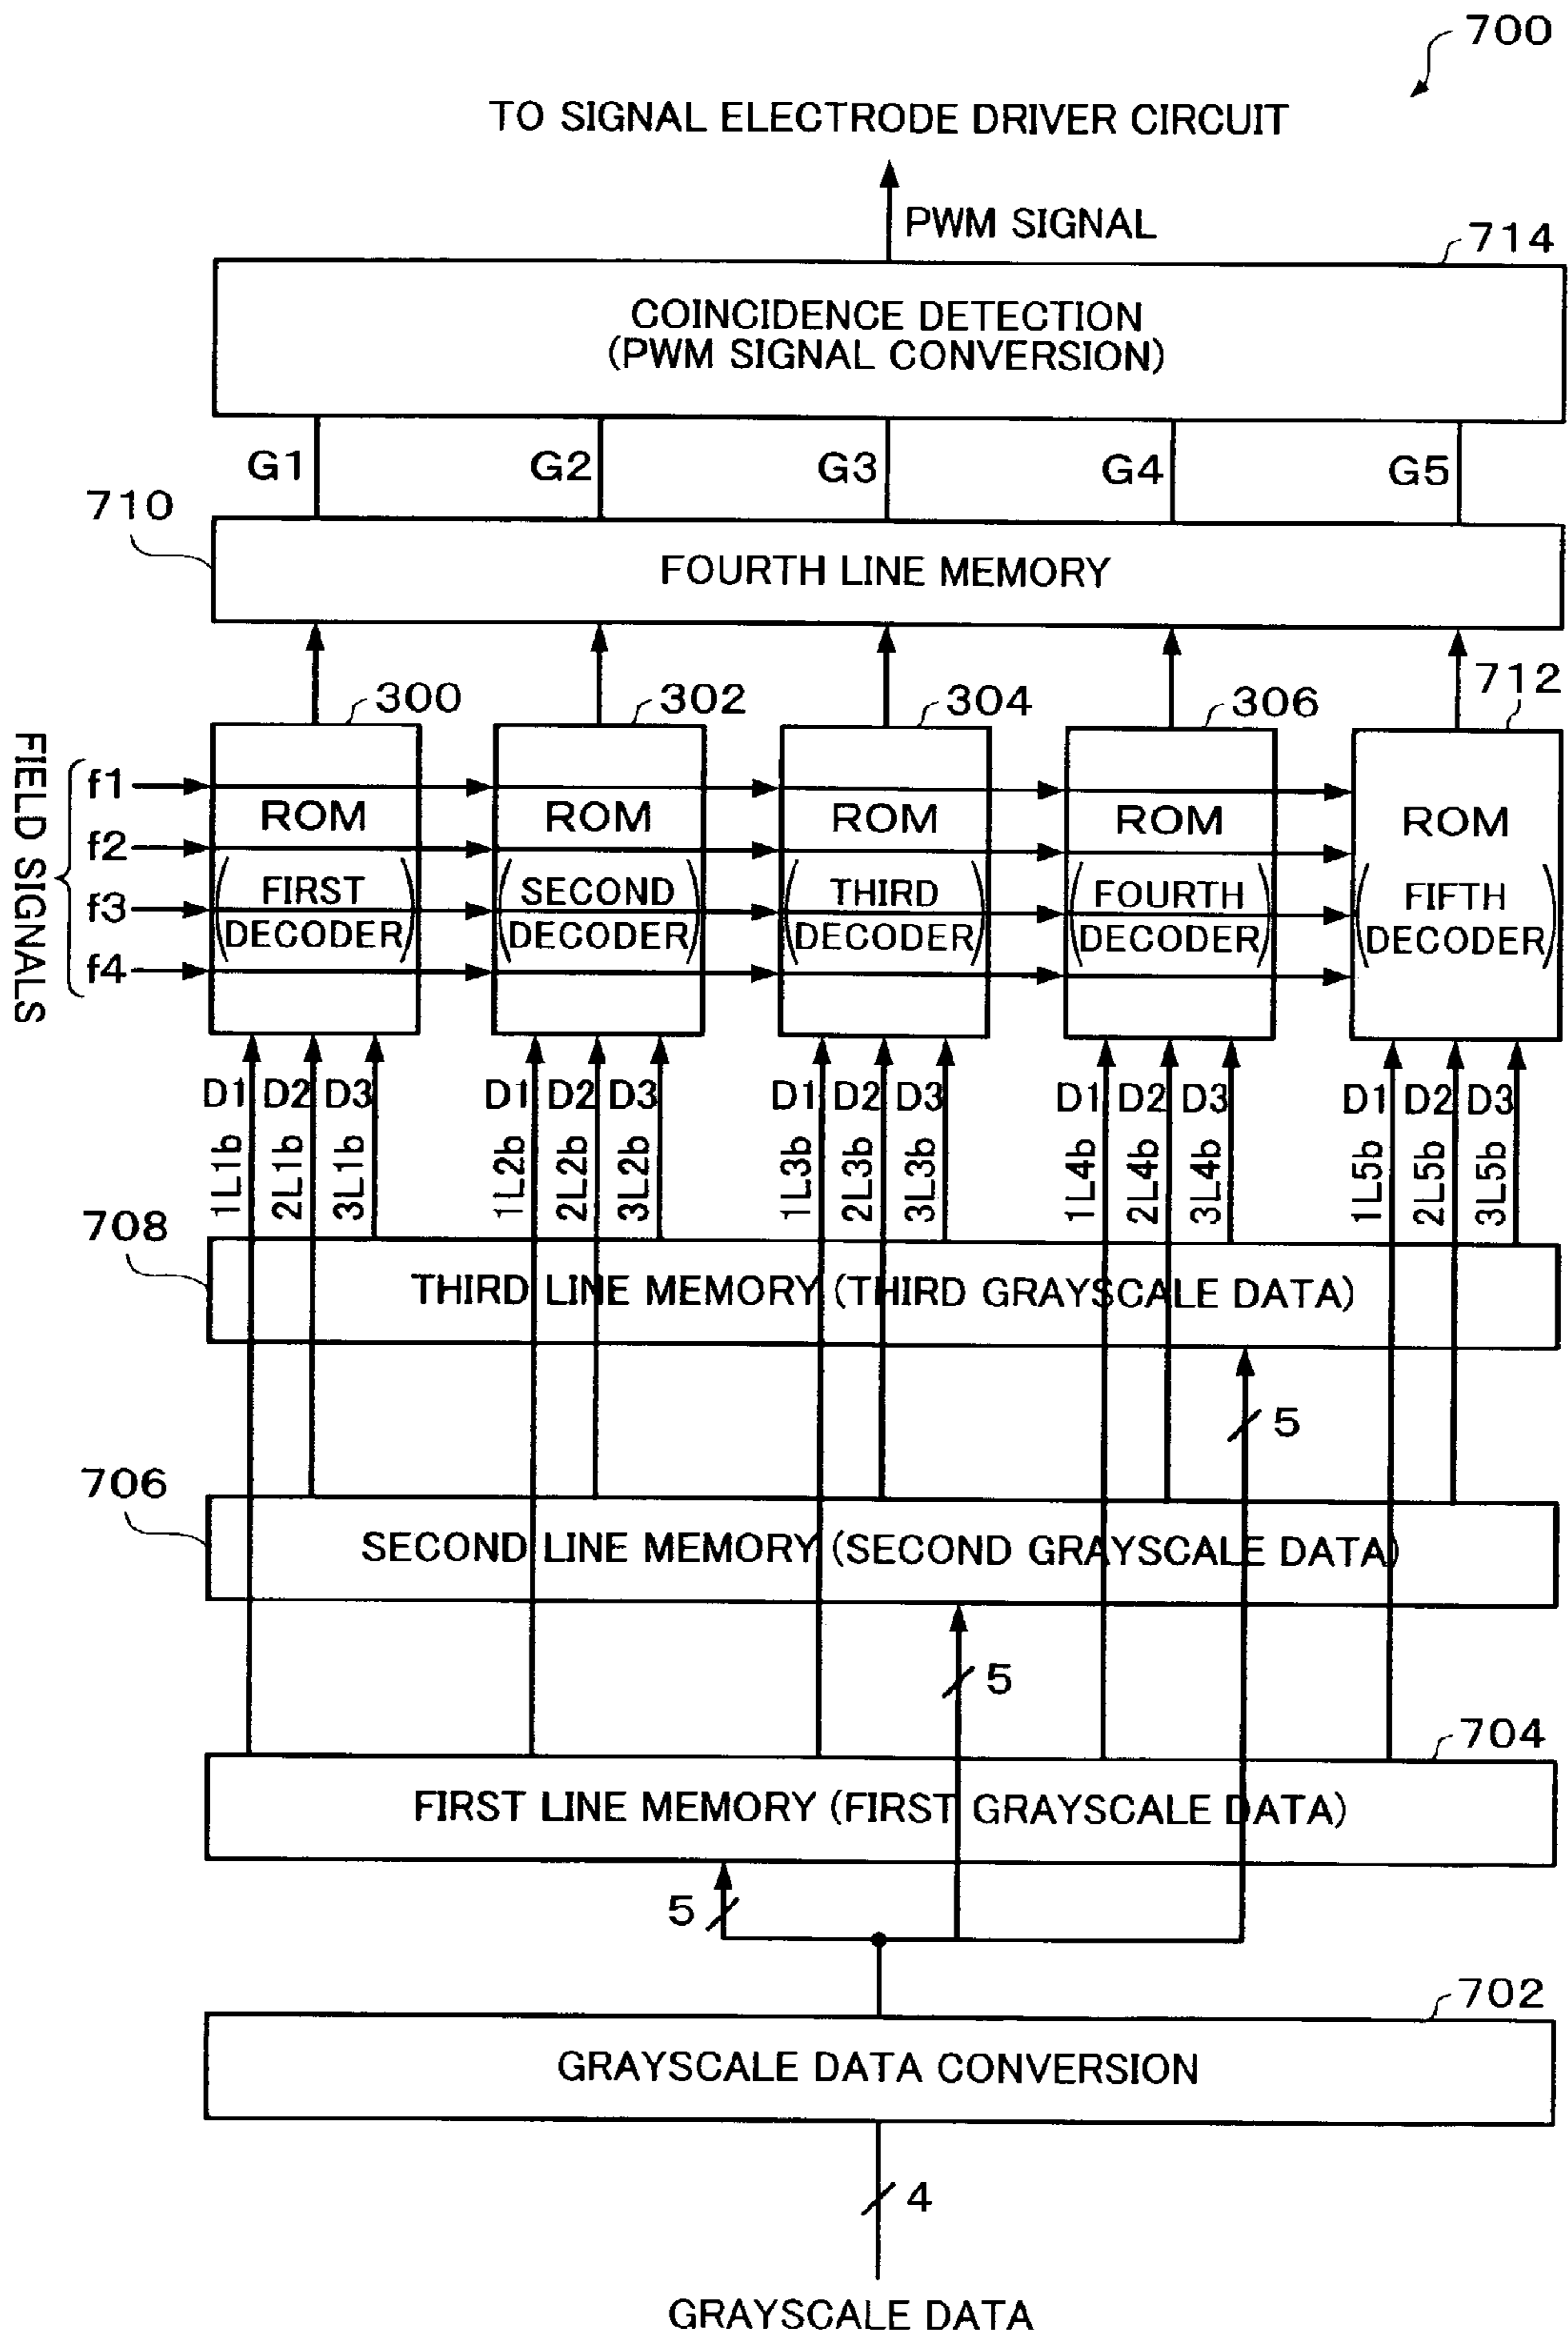 700
TO SIGNAL ELECTRODE DRIVER CIRCUIT
PWM SIGNAL
714
COINCIDENCE DETECTION
(PWM SIGNAL CONVERSION)
G1 G2 G3 G4 G5
710
FOURTH LINE MEMORY
300 302 304 306 712
FIELD SIGNALS
f1
f2
f3
f4
ROM
(FIRST
DECODER)
ROM
(SECOND
DECODER)
ROM
(THIRD
DECODER)
ROM
(FOURTH
DECODER)
ROM
(FIFTH
DECODER)
D1 D2 D3 D1 D2 D3 D1 D2 D3 D1 D2 D3 D1 D2 D3
1L1b 2L1b 3L1b 1L2b 2L2b 3L2b 1L3b 2L3b 3L3b 1L4b 2L4b 3L4b 1L5b 2L5b 3L5b
708
THIRD LINE MEMORY (THIRD GRAYSCALE DATA)
5
706
SECOND LINE MEMORY (SECOND GRAYSCALE DATA)
5
704
FIRST LINE MEMORY (FIRST GRAYSCALE DATA)
5
702
GRAYSCALE DATA CONVERSION
4
GRAYSCALE DATA